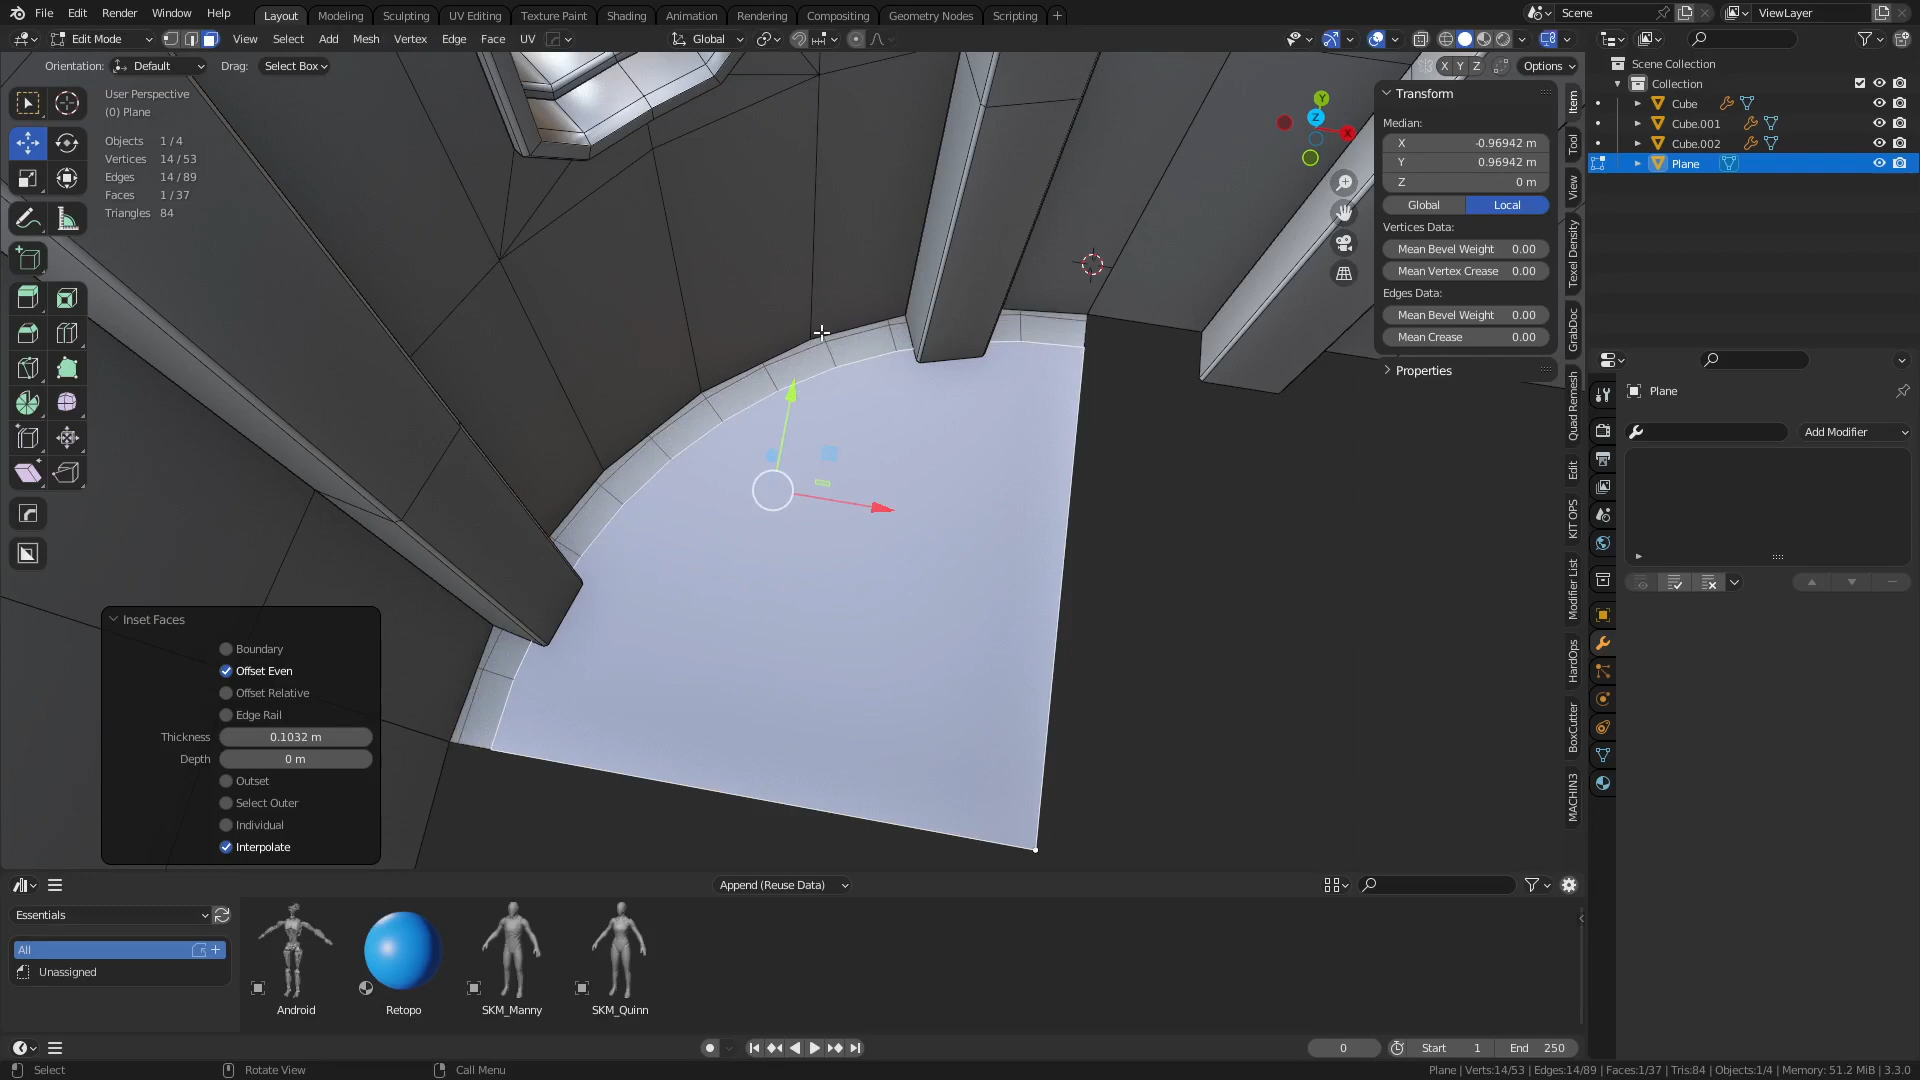 File Edit Render Window Help Layout Modeling Sculpting UV Editing Texture Paint Shading Animation Rendering Compositing Geometry Nodes Scripting + Scene ViewLayer
Edit Mode View Select Add Mesh Vertex Edge Face UV Global
Orientation: Default Drag: Select Box X Y Z Options
User Perspective
(0) Plane
Objects 1 / 4
Vertices 14 / 53
Edges 14 / 89
Faces 1 / 37
Triangles 84
Y
Z
X
Transform
Median:
X -0.96942 m
Y 0.96942 m
Z 0 m
Global Local
Vertices Data:
Mean Bevel Weight 0.00
Mean Vertex Crease 0.00
Edges Data:
Mean Bevel Weight 0.00
Mean Crease 0.00
Properties
Item
Tool
View
Texel Density
GrabDoc
Quad Remesh
Edit
KIT OPS
Modifier List
HardOps
BoxCutter
MACHIN3
Scene Collection
Collection
Cube
Cube.001
Cube.002
Plane
Plane
Add Modifier
Inset Faces
Boundary
Offset Even
Offset Relative
Edge Rail
Thickness 0.1032 m
Depth 0 m
Outset
Select Outer
Individual
Interpolate
Append (Reuse Data)
Essentials
All
Unassigned
Android Retopo SKM_Manny SKM_Quinn
0 Start 1 End 250
Select Rotate View Call Menu Plane | Verts:14/53 | Edges:14/89 | Faces:1/37 | Tris:84 | Objects:1/4 | Memory: 51.2 MiB | 3.3.0